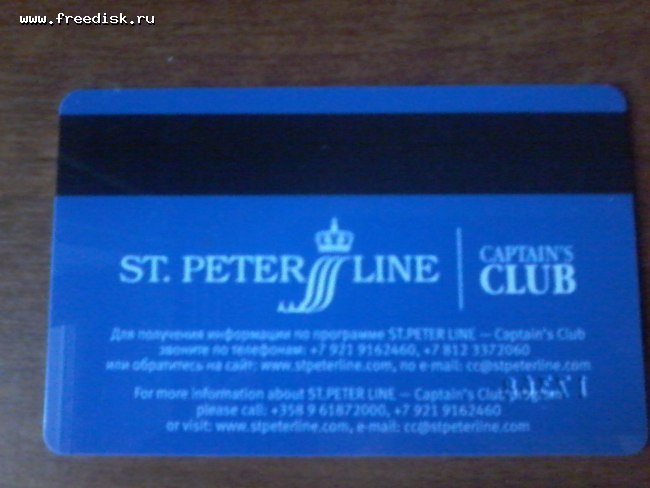 www.freedisk.ru
ST. PETER LINE
CAPTAIN'S
CLUB
Для получения информации по программе ST.PETER LINE — Captain's Club
звоните по телефонам: +7 921 9162460, +7 812 3372060
или обратитесь на сайт: www.stpeterline.com, по e-mail: cc@stpeterline.com
For more information about ST.PETER LINE — Captain's Club program
please call: +358 9 61872000, +7 921 9162460
or visit: www.stpeterline.com, e-mail: cc@stpeterline.com